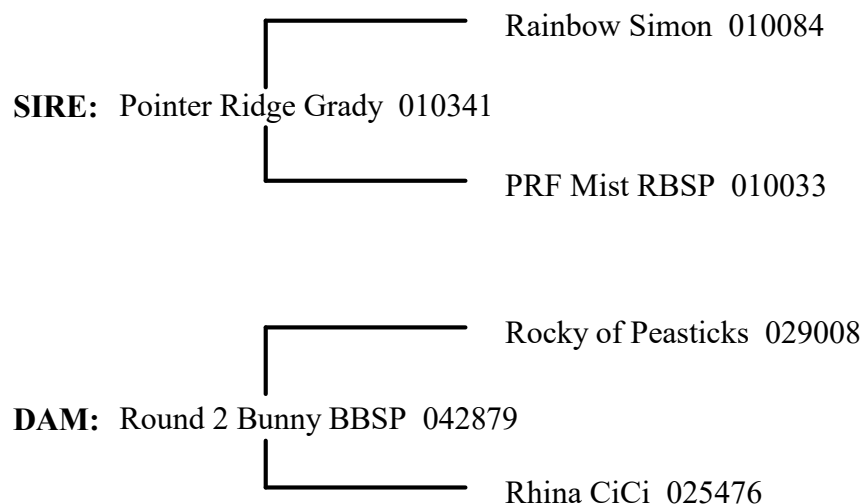 Rainbow Simon 010084
SIRE: Pointer Ridge Grady 010341
PRF Mist RBSP 010033
Rocky of Peasticks 029008
DAM: Round 2 Bunny BBSP 042879
Rhina CiCi 025476